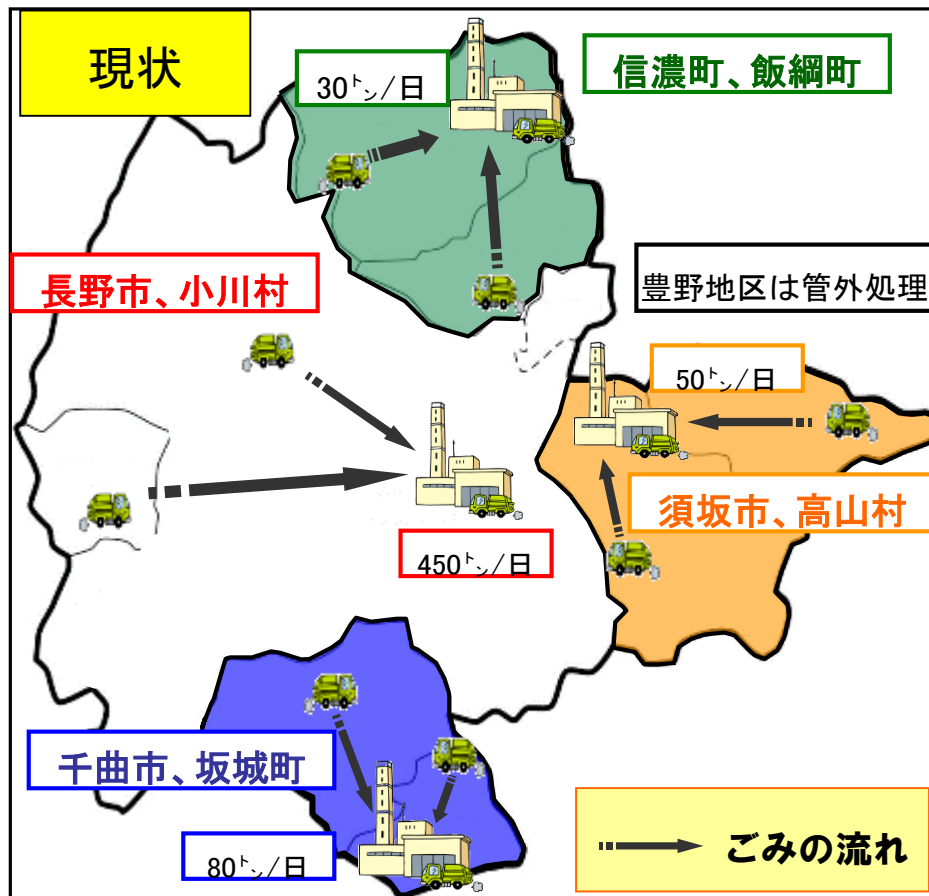 現状
30トン/日
信濃町、飯綱町
長野市、小川村
豊野地区は管外処理
50トン/日
須坂市、高山村
450トン/日
千曲市、坂城町
80トン/日
ごみの流れ